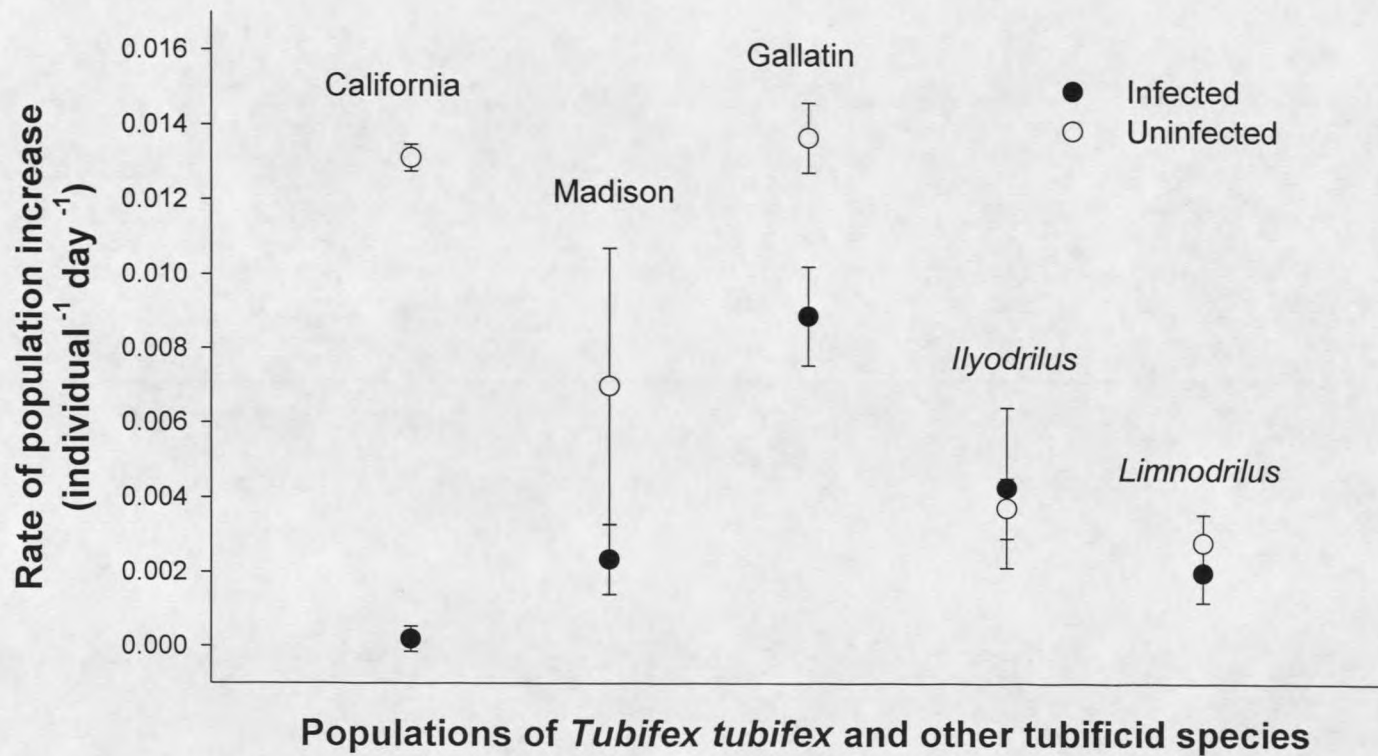 Rate of population increase
(individual⁻¹ day ⁻¹)
0.016
0.014
0.012
0.010
0.008
0.006
0.004
0.002
0.000
California
Madison
Gallatin
Ilyodrilus
Limnodrilus
Infected
Uninfected
Populations of Tubifex tubifex and other tubificid species